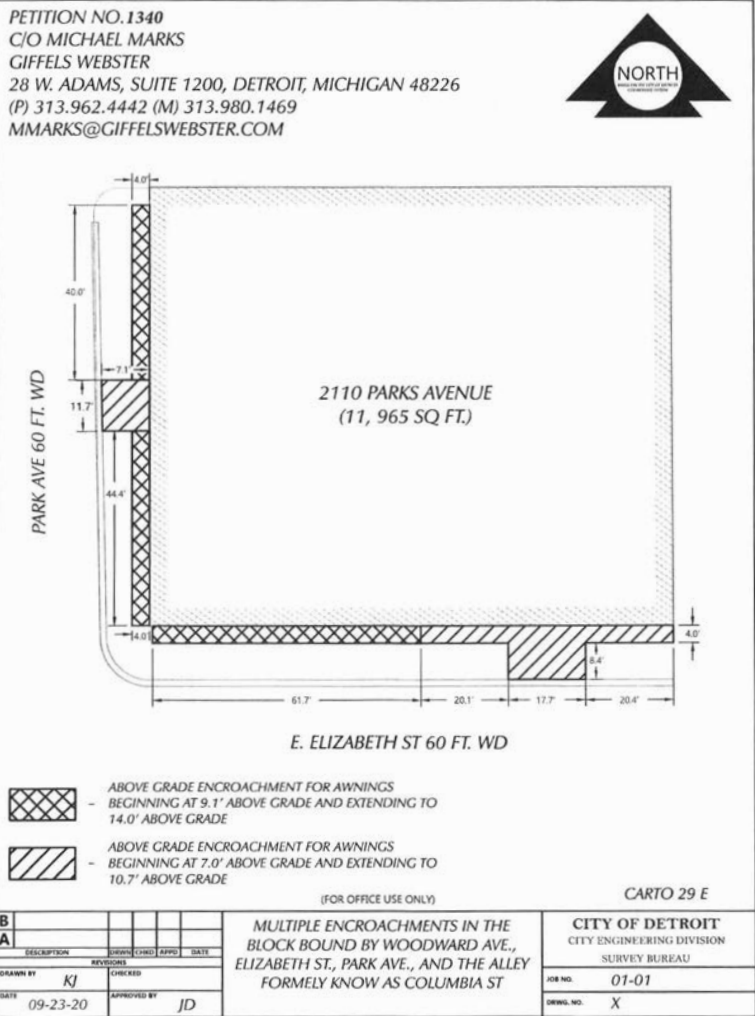 PETITION NO.1340
C/O MICHAEL MARKS
GIFFELS WEBSTER
28 W. ADAMS, SUITE 1200, DETROIT, MICHIGAN 48226
(P) 313.962.4442 (M) 313.980.1469
MMARKS@GIFFELSWEBSTER.COM
NORTH
4.0'
40.0'
7.1'
11.7'
44.4'
PARK AVE 60 FT. WD
2110 PARKS AVENUE
(11, 965 SQ FT.)
4.0'
4.0'
8.4'
61.7'
20.1'
17.7'
20.4'
E. ELIZABETH ST 60 FT. WD
- ABOVE GRADE ENCROACHMENT FOR AWNINGS
BEGINNING AT 9.1' ABOVE GRADE AND EXTENDING TO
14.0' ABOVE GRADE
- ABOVE GRADE ENCROACHMENT FOR AWNINGS
BEGINNING AT 7.0' ABOVE GRADE AND EXTENDING TO
10.7' ABOVE GRADE
(FOR OFFICE USE ONLY)
CARTO 29 E
B
A
DESCRIPTION DRWN CHKD APPD DATE
REVISIONS
DRAWN BY KJ
CHECKED
DATE 09-23-20
APPROVED BY JD
MULTIPLE ENCROACHMENTS IN THE
BLOCK BOUND BY WOODWARD AVE.,
ELIZABETH ST., PARK AVE., AND THE ALLEY
FORMELY KNOW AS COLUMBIA ST
CITY OF DETROIT
CITY ENGINEERING DIVISION
SURVEY BUREAU
JOB NO. 01-01
DRWG. NO. X